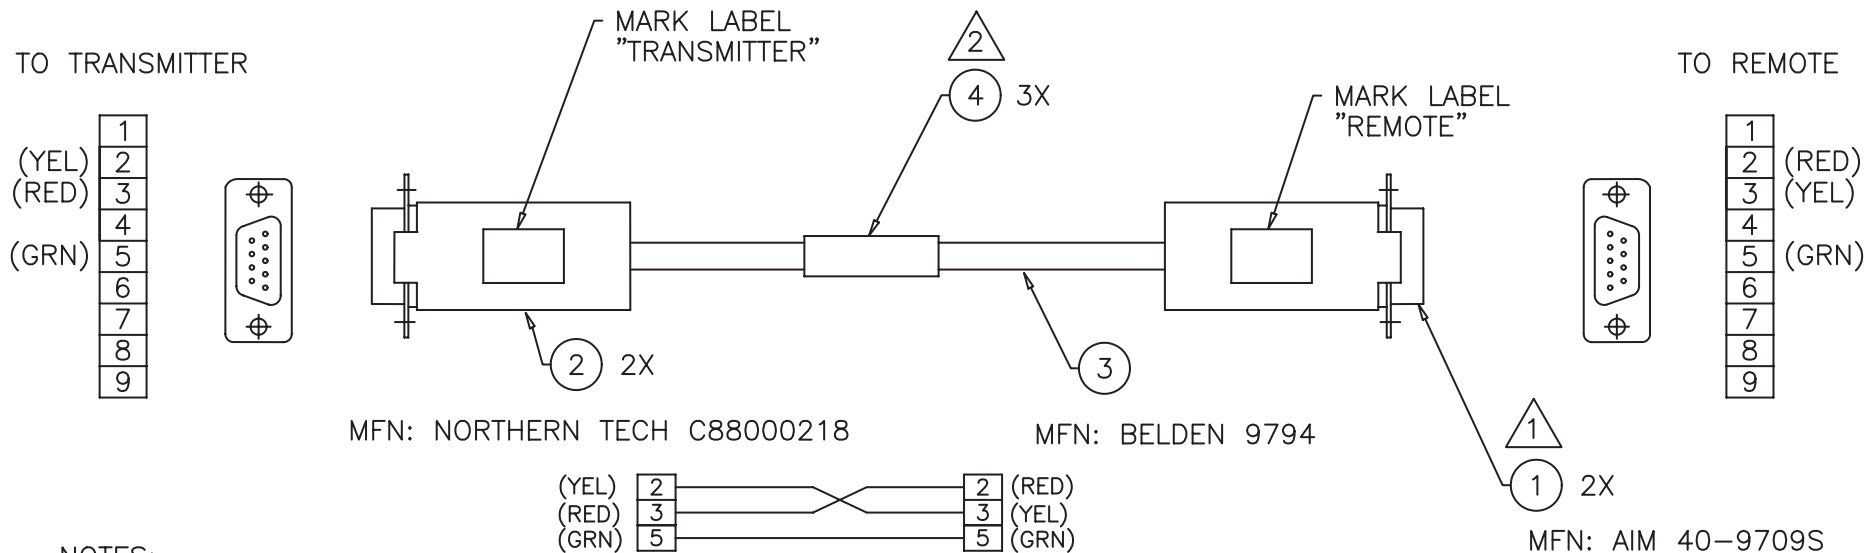 MARK LABEL
”TRANSMITTER”
2
4 3X
TO TRANSMITTER
TO REMOTE
MARK LABEL
”REMOTE”
1
(YEL) 2
(RED) 3
4
(GRN) 5
6
7
8
9
1
2 (RED)
3 (YEL)
4
5 (GRN)
6
7
8
9
2 2X
3
MFN: NORTHERN TECH C88000218
MFN: BELDEN 9794
1
1 2X
MFN: AIM 40-9709S
(YEL) 2 2 (RED)
(RED) 3 3 (YEL)
(GRN) 5 5 (GRN)
NOTES: